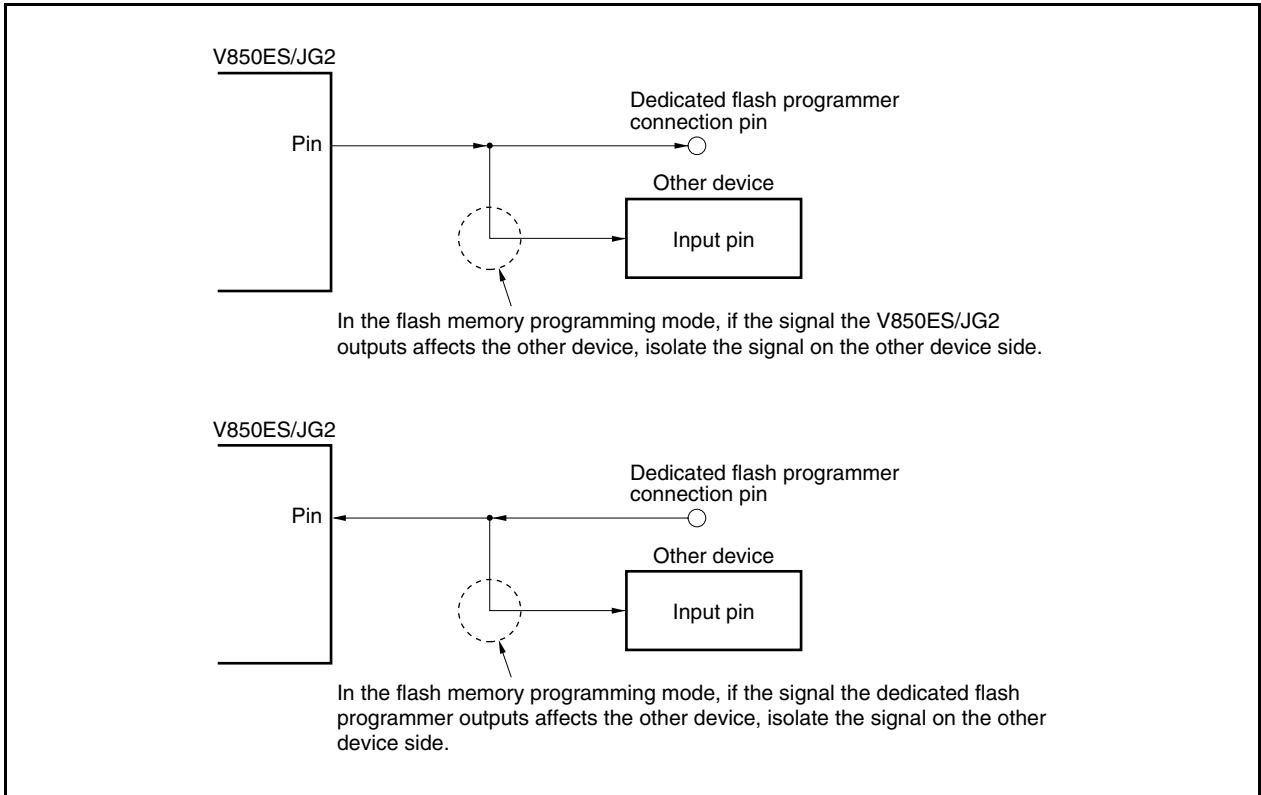 V850ES/JG2
Dedicated flash programmer
connection pin
Pin
Other device
Input pin
In the flash memory programming mode, if the signal the V850ES/JG2
outputs affects the other device, isolate the signal on the other device side.
V850ES/JG2
Dedicated flash programmer
connection pin
Pin
Other device
Input pin
In the flash memory programming mode, if the signal the dedicated flash
programmer outputs affects the other device, isolate the signal on the other
device side.